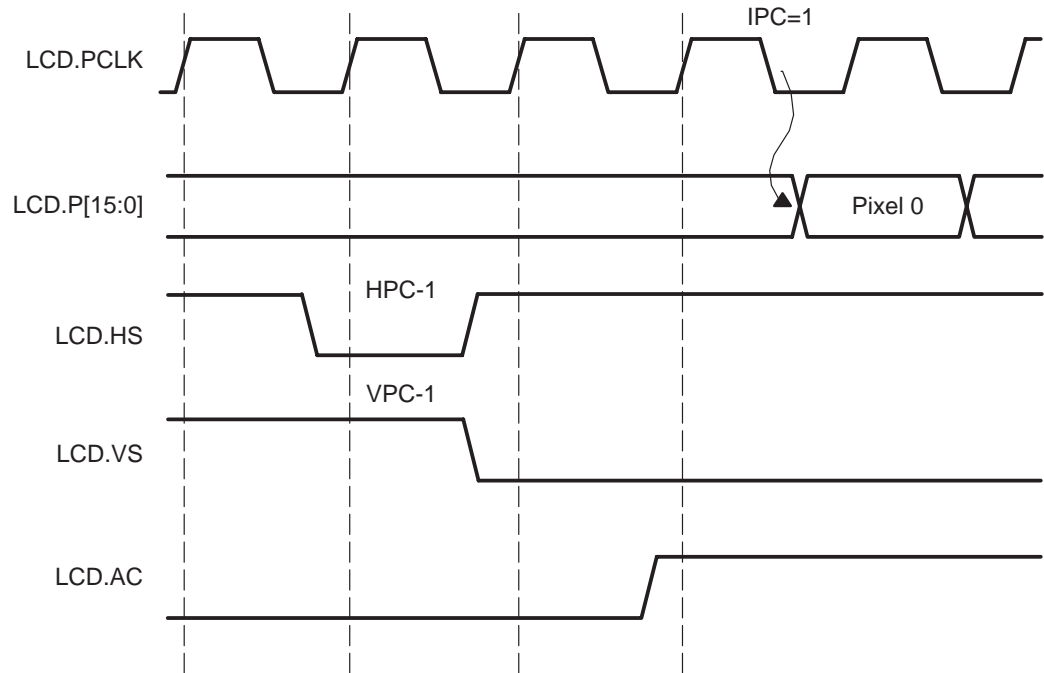 IPC=1
LCD.PCLK
LCD.P[15:0]
Pixel 0
HPC-1
LCD.HS
VPC-1
LCD.VS
LCD.AC